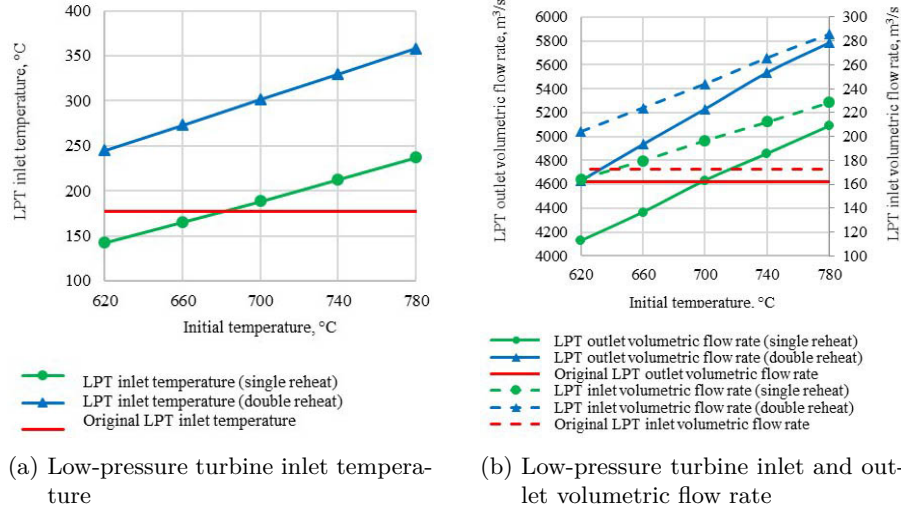 LPT inlet temperature, °C
400
350
300
250
200
150
100
620 660 700 740 780
Initial temperature, °C
LPT inlet temperature (single reheat)
LPT inlet temperature (double reheat)
Original LPT inlet temperature
(a) Low-pressure turbine inlet tempera-
ture
LPT outlet volumetric flow rate, m³/s
6000
5800
5600
5400
5200
5000
4800
4600
4400
4200
4000
300
280
260
240
220
200
180
160
140
120
100
LPT inlet volumetric flow rate, m³/s
620 660 700 740 780
Initial temperature. °C
LPT outlet volumetric flow rate (single reheat)
LPT outlet volumetric flow rate (double reheat)
Original LPT outlet volumetric flow rate
LPT inlet volumetric flow rate (single reheat)
LPT inlet volumetric flow rate (double reheat)
Original LPT inlet volumetric flow rate
(b) Low-pressure turbine inlet and out-
let volumetric flow rate